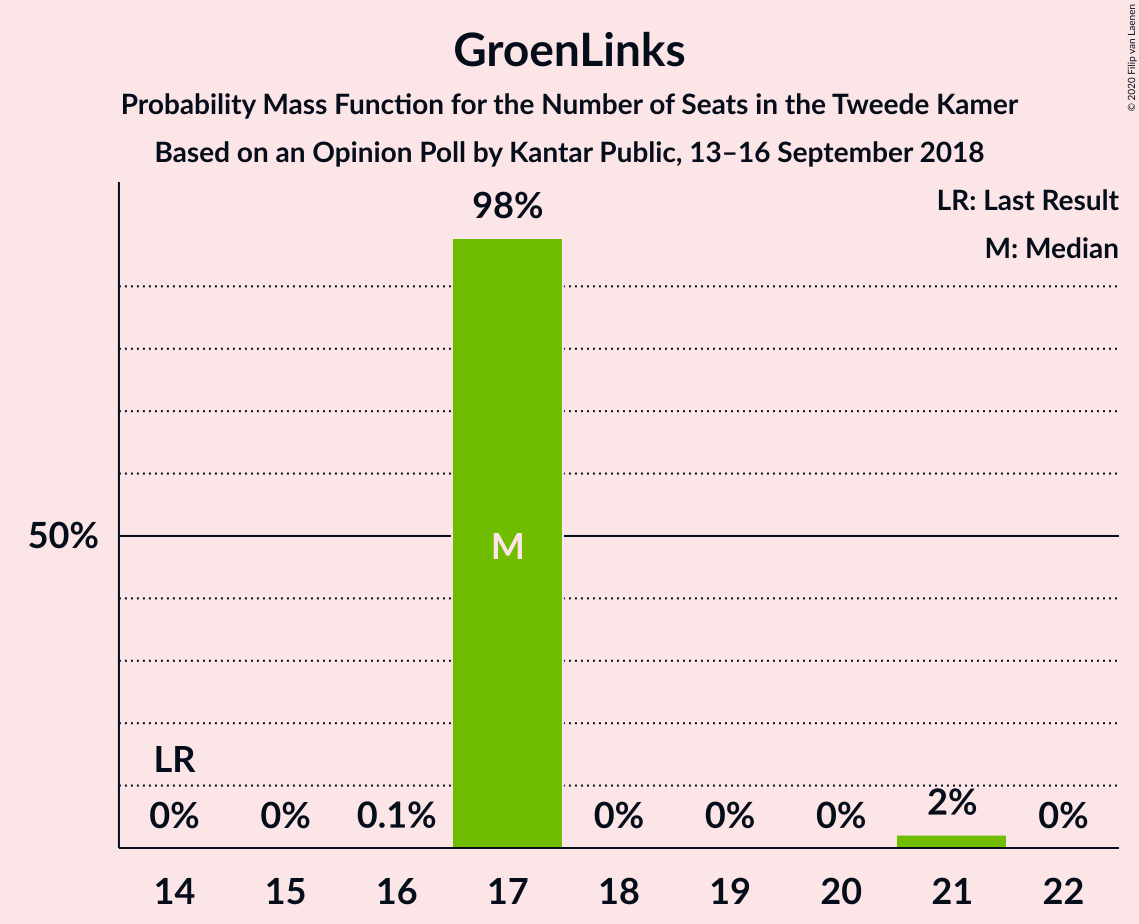 GroenLinks
Probability Mass Function for the Number of Seats in the Tweede Kamer
Based on an Opinion Poll by Kantar Public, 13–16 September 2018
© 2020 Filip van Laenen
LR: Last Result
M: Median
98%
50%
M
LR
0% 0% 0.1% 0% 0% 0% 2% 0%
14 15 16 17 18 19 20 21 22